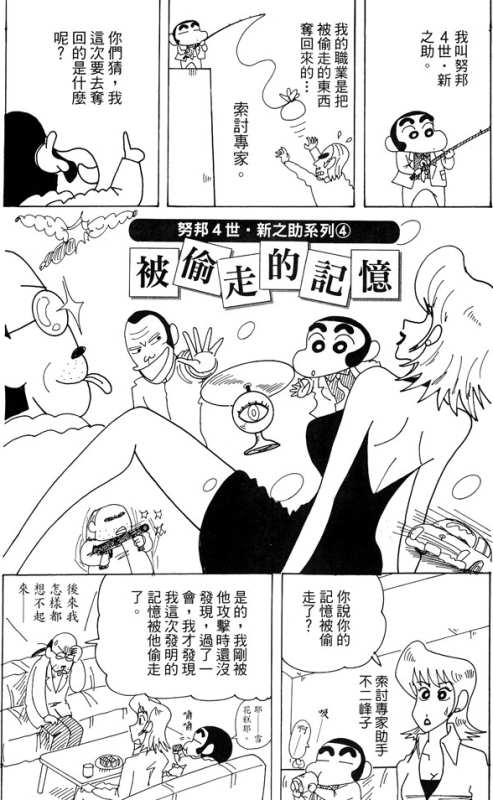 我叫努邦
4世・新
之助。
我的職業是把
被偷走的東西
奪回來的…
索討專家。
你們猜，我
這次要去奪
回的是什麼
呢？
努邦４世・新之助系列④
被偷走的記憶
你說你的
記憶被偷
走了？
索討專家助手
不二峰子
吸
是的，我剛被
他攻擊時還沒
發現，過了一
會，我才發現
我這次發明的
記憶被他偷走
了。
耶，雪
花糕耶。
後來我
怎樣都
想不起
來—